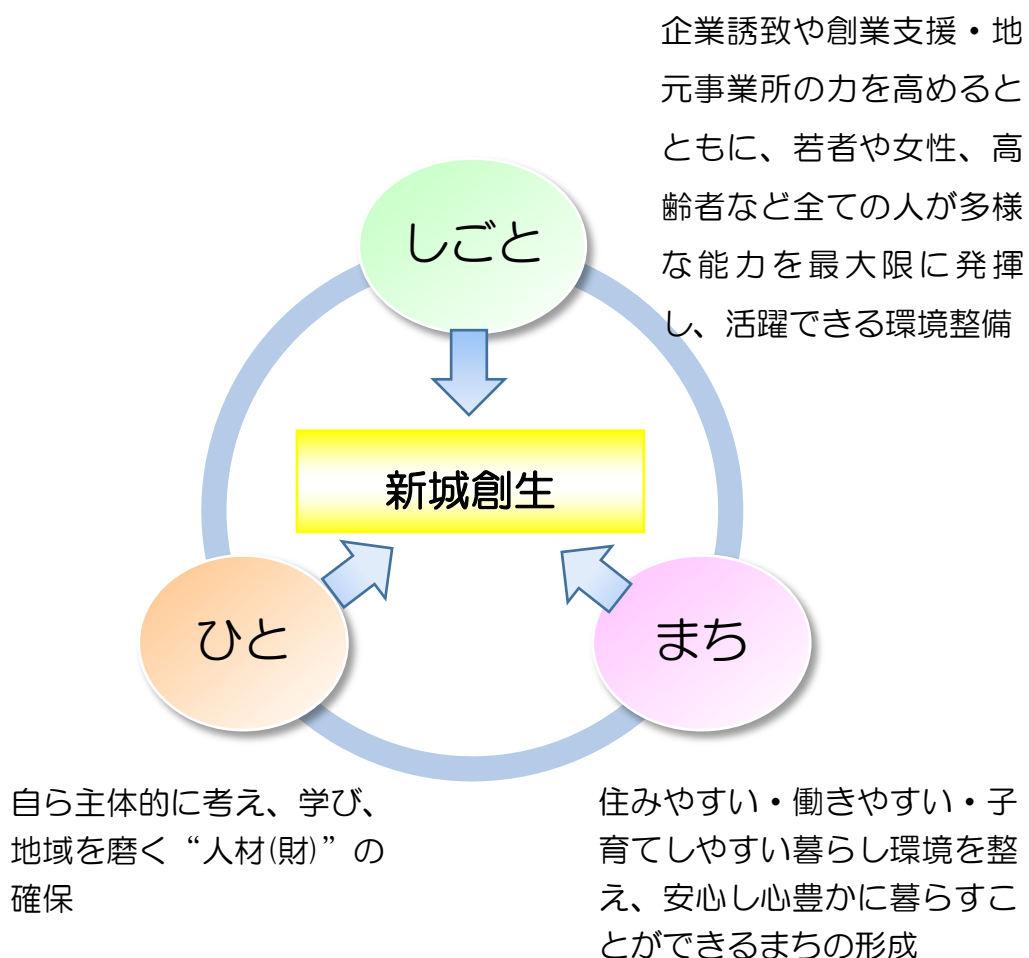 企業誘致や創業支援・地
元事業所の力を高めると
ともに、若者や女性、高
齢者など全ての人が多様
な能力を最大限に発揮
し、活躍できる環境整備
しごと
新城創生
ひと
まち
自ら主体的に考え、学び、
地域を磨く“人材(財)”の
確保
住みやすい・働きやすい・子
育てしやすい暮らし環境を整
え、安心し心豊かに暮らすこ
とができるまちの形成